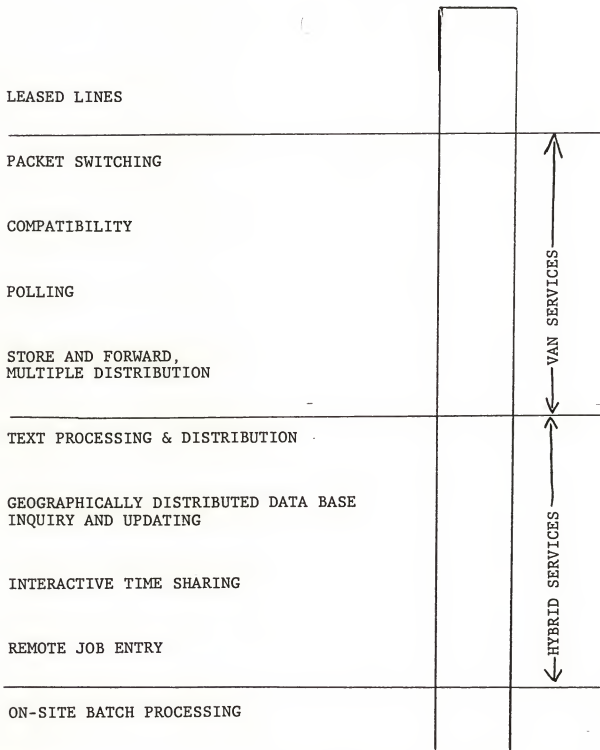 LEASED LINES
PACKET SWITCHING
COMPATIBILITY
POLLING
STORE AND FORWARD,
MULTIPLE DISTRIBUTION
VAN SERVICES
TEXT PROCESSING & DISTRIBUTION
GEOGRAPHICALLY DISTRIBUTED DATA BASE
INQUIRY AND UPDATING
INTERACTIVE TIME SHARING
REMOTE JOB ENTRY
HYBRID SERVICES
ON-SITE BATCH PROCESSING